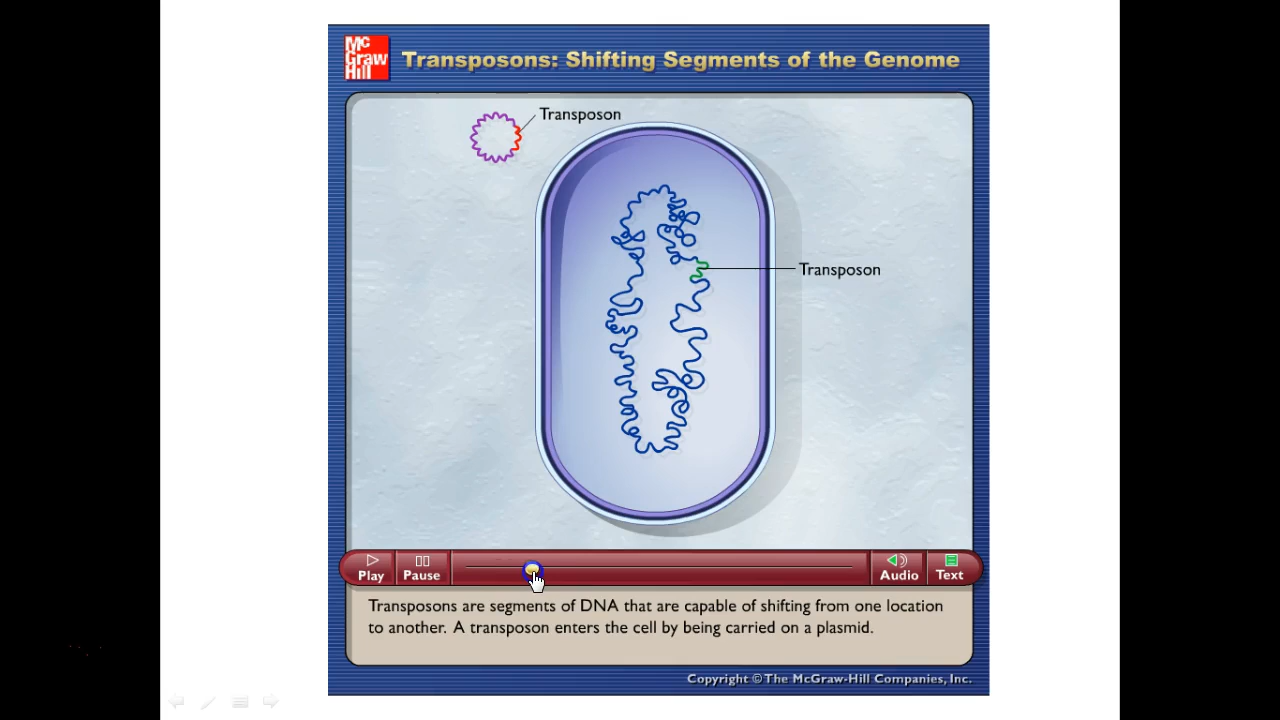 Mc
Graw
Hill
Transposons: Shifting Segments of the Genome
Transposon
Transposon
Play
Pause
Audio
Text
Transposons are segments of DNA that are capable of shifting from one location
to another. A transposon enters the cell by being carried on a plasmid.
Copyright © The McGraw-Hill Companies, Inc.